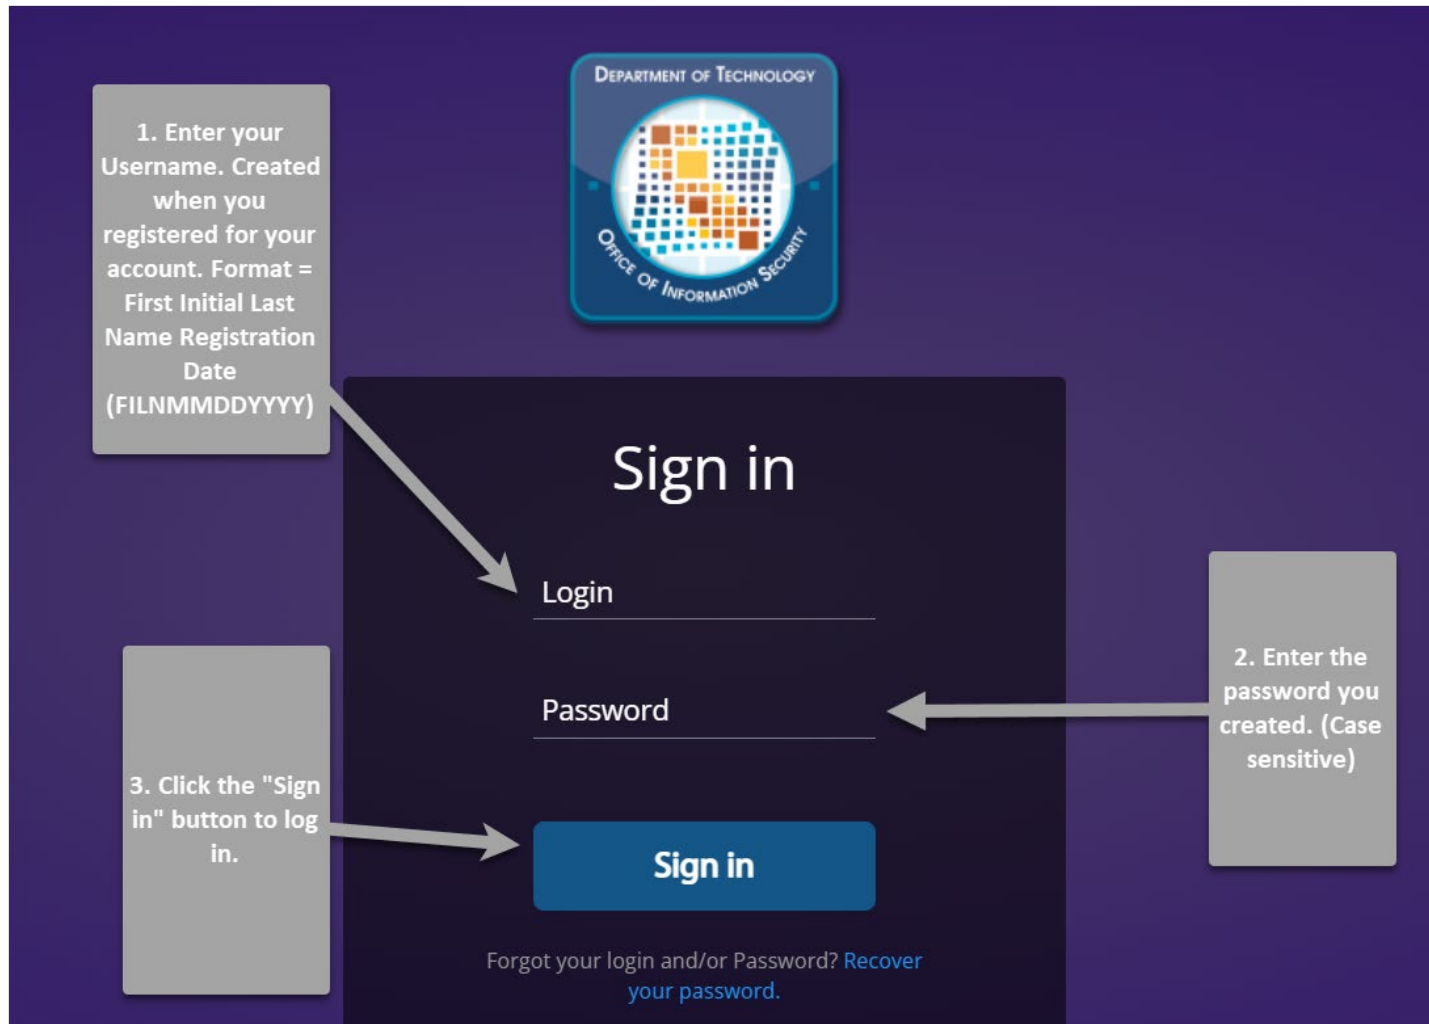 DEPARTMENT OF TECHNOLOGY
OFFICE OF INFORMATION SECURITY
1. Enter your
Username. Created
when you
registered for your
account. Format =
First Initial Last
Name Registration
Date
(FILNMMDDYYYY)
Sign in
Login
Password
2. Enter the
password you
created. (Case
sensitive)
3. Click the "Sign
in" button to log
in.
Sign in
Forgot your login and/or Password? Recover
your password.